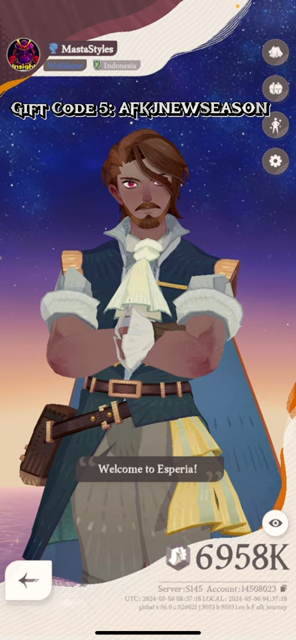 MastaStyles
Indonesia
GIFT CODE 5: AFKJNEWSEASON
Welcome to Esperia!
6958K
Server:S145 Account:14508023